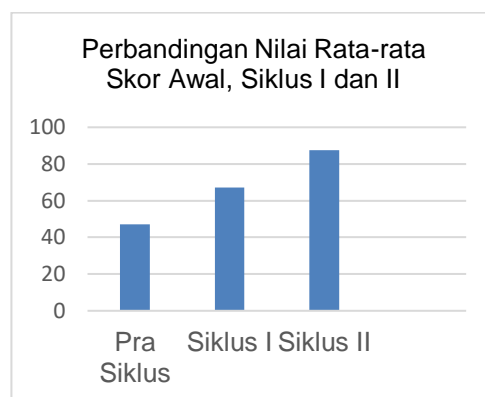 Perbandingan Nilai Rata-rata
Skor Awal, Siklus I dan II
100
80
60
40
20
0
Pra
Siklus
Siklus I
Siklus II